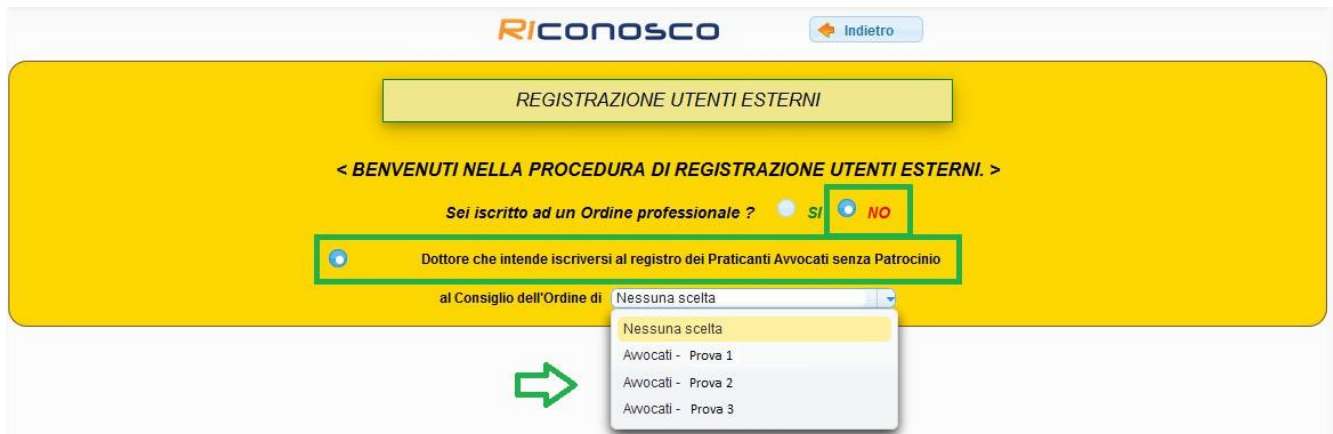 RIconosco
Indietro
REGISTRAZIONE UTENTI ESTERNI
< BENVENUTI NELLA PROCEDURA DI REGISTRAZIONE UTENTI ESTERNI. >
Sei iscritto ad un Ordine professionale ? SI NO
Dottore che intende iscriversi al registro dei Praticanti Avvocati senza Patrocinio
al Consiglio dell'Ordine di Nessuna scelta
Nessuna scelta
Avvocati - Prova 1
Avvocati - Prova 2
Avvocati - Prova 3